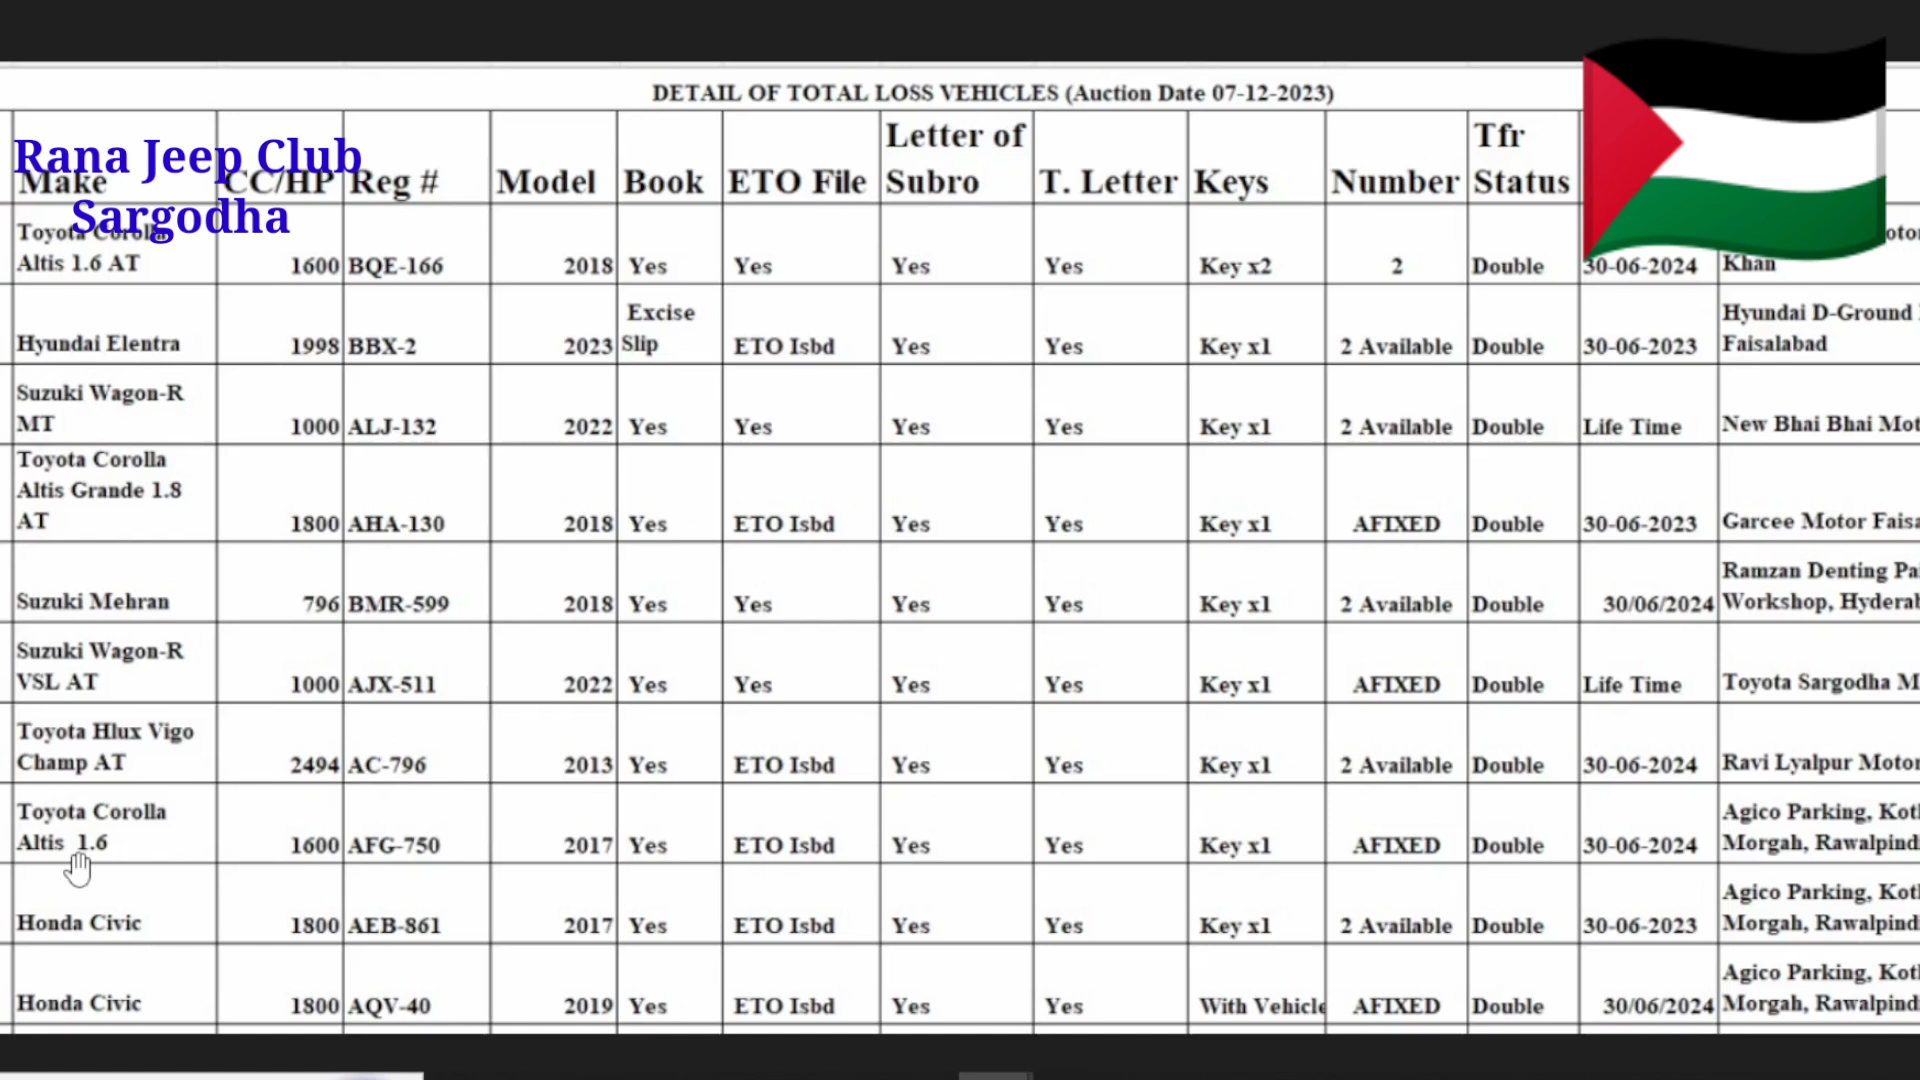 DETAIL OF TOTAL LOSS VEHICLES (Auction Date 07-12-2023)
Rana Jeep Club
Sargodha
Make CC/HP Reg # Model Book ETO File Letter of Subro T. Letter Keys Number Tfr Status
Toyota Corolla Altis 1.6 AT 1600 BQE-166 2018 Yes Yes Yes Yes Key x2 2 Double 30-06-2024 Khan
Hyundai Elentra 1998 BBX-2 2023 Excise Slip ETO Isbd Yes Yes Key x1 2 Available Double 30-06-2023 Hyundai D-Ground Faisalabad
Suzuki Wagon-R MT 1000 ALJ-132 2022 Yes Yes Yes Yes Key x1 2 Available Double Life Time New Bhai Bhai Mot
Toyota Corolla Altis Grande 1.8 AT 1800 AHA-130 2018 Yes ETO Isbd Yes Yes Key x1 AFIXED Double 30-06-2023 Garcee Motor Faisa
Suzuki Mehran 796 BMR-599 2018 Yes Yes Yes Yes Key x1 2 Available Double 30/06/2024 Ramzan Denting Pai Workshop, Hyderab
Suzuki Wagon-R VSL AT 1000 AJX-511 2022 Yes Yes Yes Yes Key x1 AFIXED Double Life Time Toyota Sargodha M
Toyota Hlux Vigo Champ AT 2494 AC-796 2013 Yes ETO Isbd Yes Yes Key x1 2 Available Double 30-06-2024 Ravi Lyalpur Motor
Toyota Corolla Altis 1.6 1600 AFG-750 2017 Yes ETO Isbd Yes Yes Key x1 AFIXED Double 30-06-2024 Agico Parking, Kotl Morgah, Rawalpindi
Honda Civic 1800 AEB-861 2017 Yes ETO Isbd Yes Yes Key x1 2 Available Double 30-06-2023 Agico Parking, Kotl Morgah, Rawalpindi
Honda Civic 1800 AQV-40 2019 Yes ETO Isbd Yes Yes With Vehicle AFIXED Double 30/06/2024 Agico Parking, Kotl Morgah, Rawalpindi